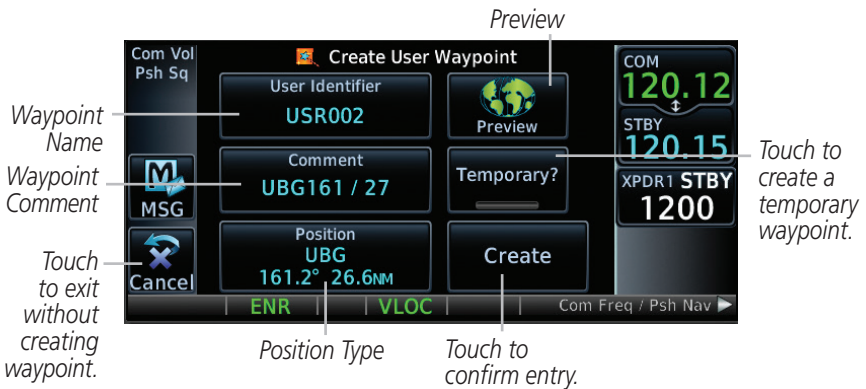 Preview
Com Vol
Psh Sq
Create User Waypoint
COM
120.12
User Identifier
USR002
Preview
STBY
120.15
Waypoint
Name
Comment
UBG161 / 27
Temporary?
Touch to
create a
temporary
waypoint.
Waypoint
Comment
MSG
XPDR1 STBY
1200
Position
UBG
161.2° 26.6NM
Create
Cancel
Touch
to exit
without
creating
waypoint.
ENR
VLOC
Com Freq / Psh Nav
Position Type
Touch to
confirm entry.